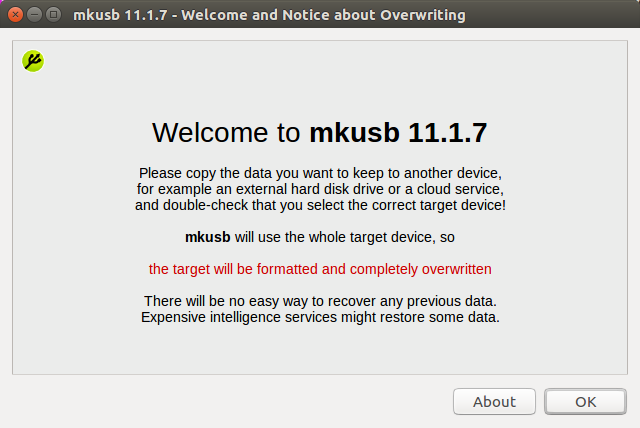 mkusb 11.1.7 - Welcome and Notice about Overwriting
Welcome to mkusb 11.1.7
Please copy the data you want to keep to another device,
for example an external hard disk drive or a cloud service,
and double-check that you select the correct target device!
mkusb will use the whole target device, so
the target will be formatted and completely overwritten
There will be no easy way to recover any previous data.
Expensive intelligence services might restore some data.
About OK